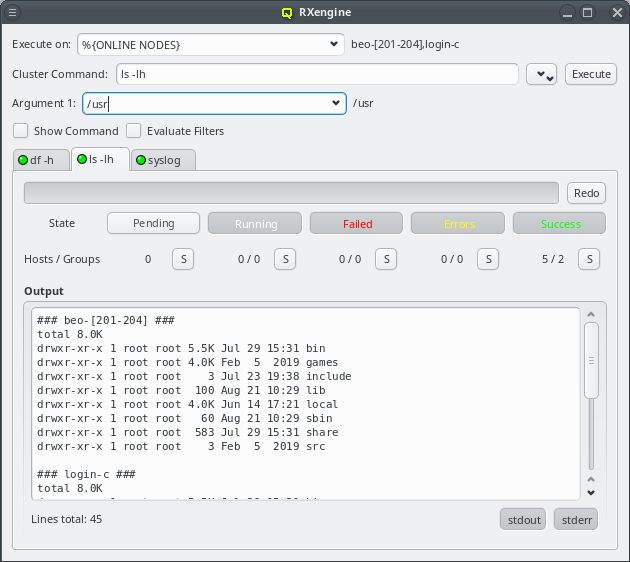 RXengine
Execute on: %{ONLINE NODES} beo-[201-204],login-c
Cluster Command: ls -lh Execute
Argument 1: /usr /usr
Show Command Evaluate Filters
df -h ls -lh syslog
Redo
State Pending Running Failed Errors Success
Hosts / Groups 0 S 0 / 0 S 0 / 0 S 0 / 0 S 5 / 2 S
Output
### beo-[201-204] ###
total 8.0K
drwxr-xr-x 1 root root 5.5K Jul 29 15:31 bin
drwxr-xr-x 1 root root 4.0K Feb  5  2019 games
drwxr-xr-x 1 root root    3 Jul 23 19:38 include
drwxr-xr-x 1 root root  100 Aug 21 10:29 lib
drwxr-xr-x 1 root root 4.0K Jun 14 17:21 local
drwxr-xr-x 1 root root   60 Aug 21 10:29 sbin
drwxr-xr-x 1 root root  583 Jul 29 15:31 share
drwxr-xr-x 1 root root    3 Feb  5  2019 src
### login-c ###
total 8.0K
Lines total: 45 stdout stderr